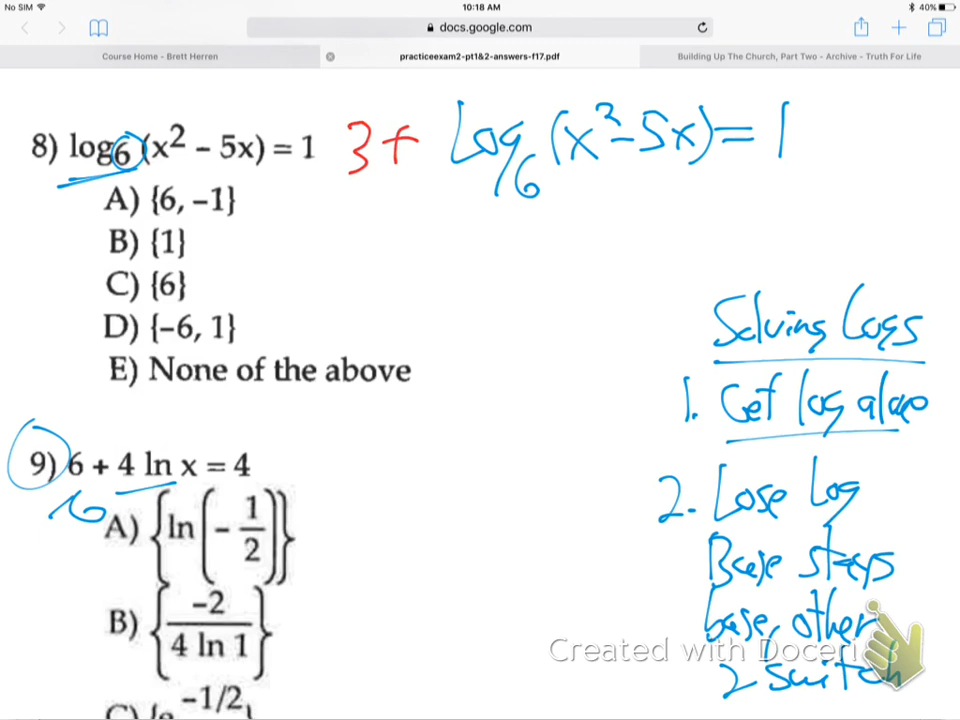 No SIM 10:18 AM 40%
docs.google.com
Course Home - Brett Herren practiceexam2-pt1&2-answers-f17.pdf Building Up The Church, Part Two - Archive - Truth For Life
8) log6 (x² – 5x) = 1 3 + log6 (x² - 5x) = 1
A) {6, –1}
B) {1}
C) {6}
D) {–6, 1}
E) None of the above
Solving Logs
1. Get log alone
9) 6 + 4 ln x = 4
-6
A) {ln(– 1/2)}
B) {–2 / 4 ln 1}
–1/2
2. Lose Log
Base stays
base, other
2 switch
Created with Doceri